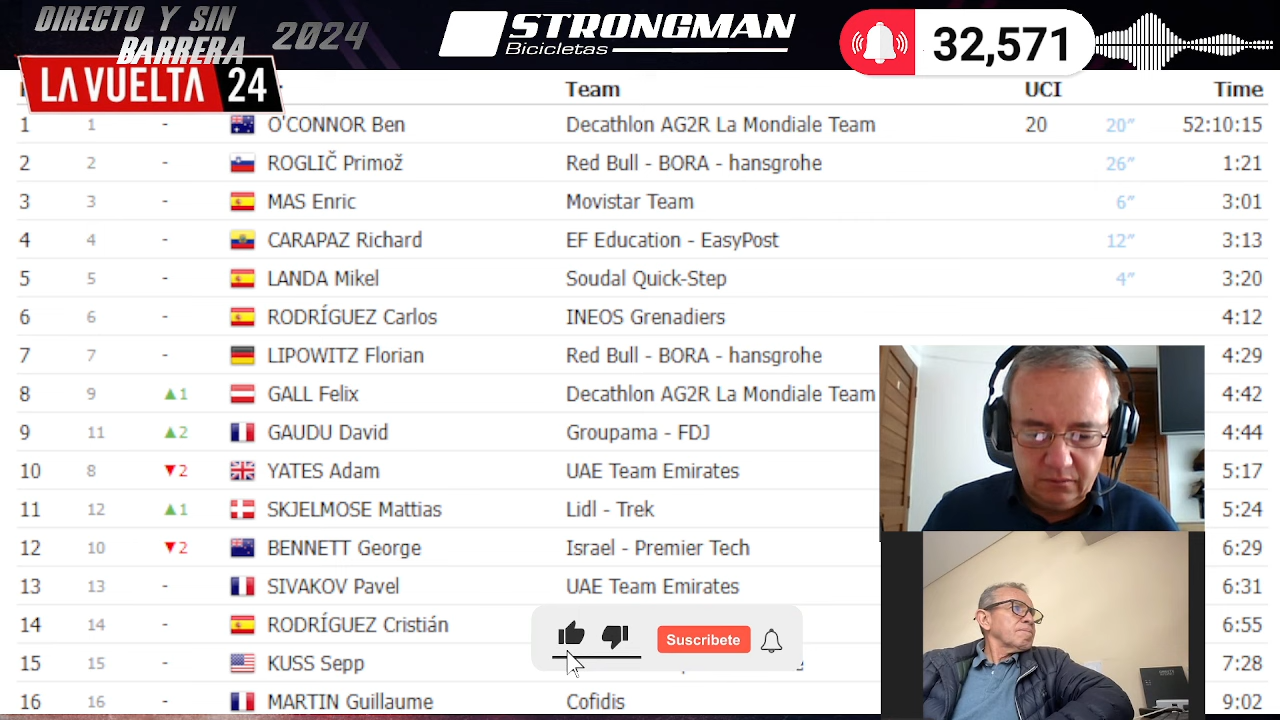 DIRECTO Y SIN BARRERA 2024
STRONGMAN
Bicicletas
32,571
LA VUELTA 24
Team UCI Time
1 1 - O'CONNOR Ben Decathlon AG2R La Mondiale Team 20 20″ 52:10:15
2 2 - ROGLIČ Primož Red Bull - BORA - hansgrohe 26″ 1:21
3 3 - MAS Enric Movistar Team 6″ 3:01
4 4 - CARAPAZ Richard EF Education - EasyPost 12″ 3:13
5 5 - LANDA Mikel Soudal Quick-Step 4″ 3:20
6 6 - RODRÍGUEZ Carlos INEOS Grenadiers 4:12
7 7 - LIPOWITZ Florian Red Bull - BORA - hansgrohe 4:29
8 9 ▲1 GALL Felix Decathlon AG2R La Mondiale Team 4:42
9 11 ▲2 GAUDU David Groupama - FDJ 4:44
10 8 ▼2 YATES Adam UAE Team Emirates 5:17
11 12 ▲1 SKJELMOSE Mattias Lidl - Trek 5:24
12 10 ▼2 BENNETT George Israel - Premier Tech 6:29
13 13 - SIVAKOV Pavel UAE Team Emirates 6:31
14 14 - RODRÍGUEZ Cristián 6:55
Suscribete
15 15 - KUSS Sepp 7:28
16 16 - MARTIN Guillaume Cofidis 9:02